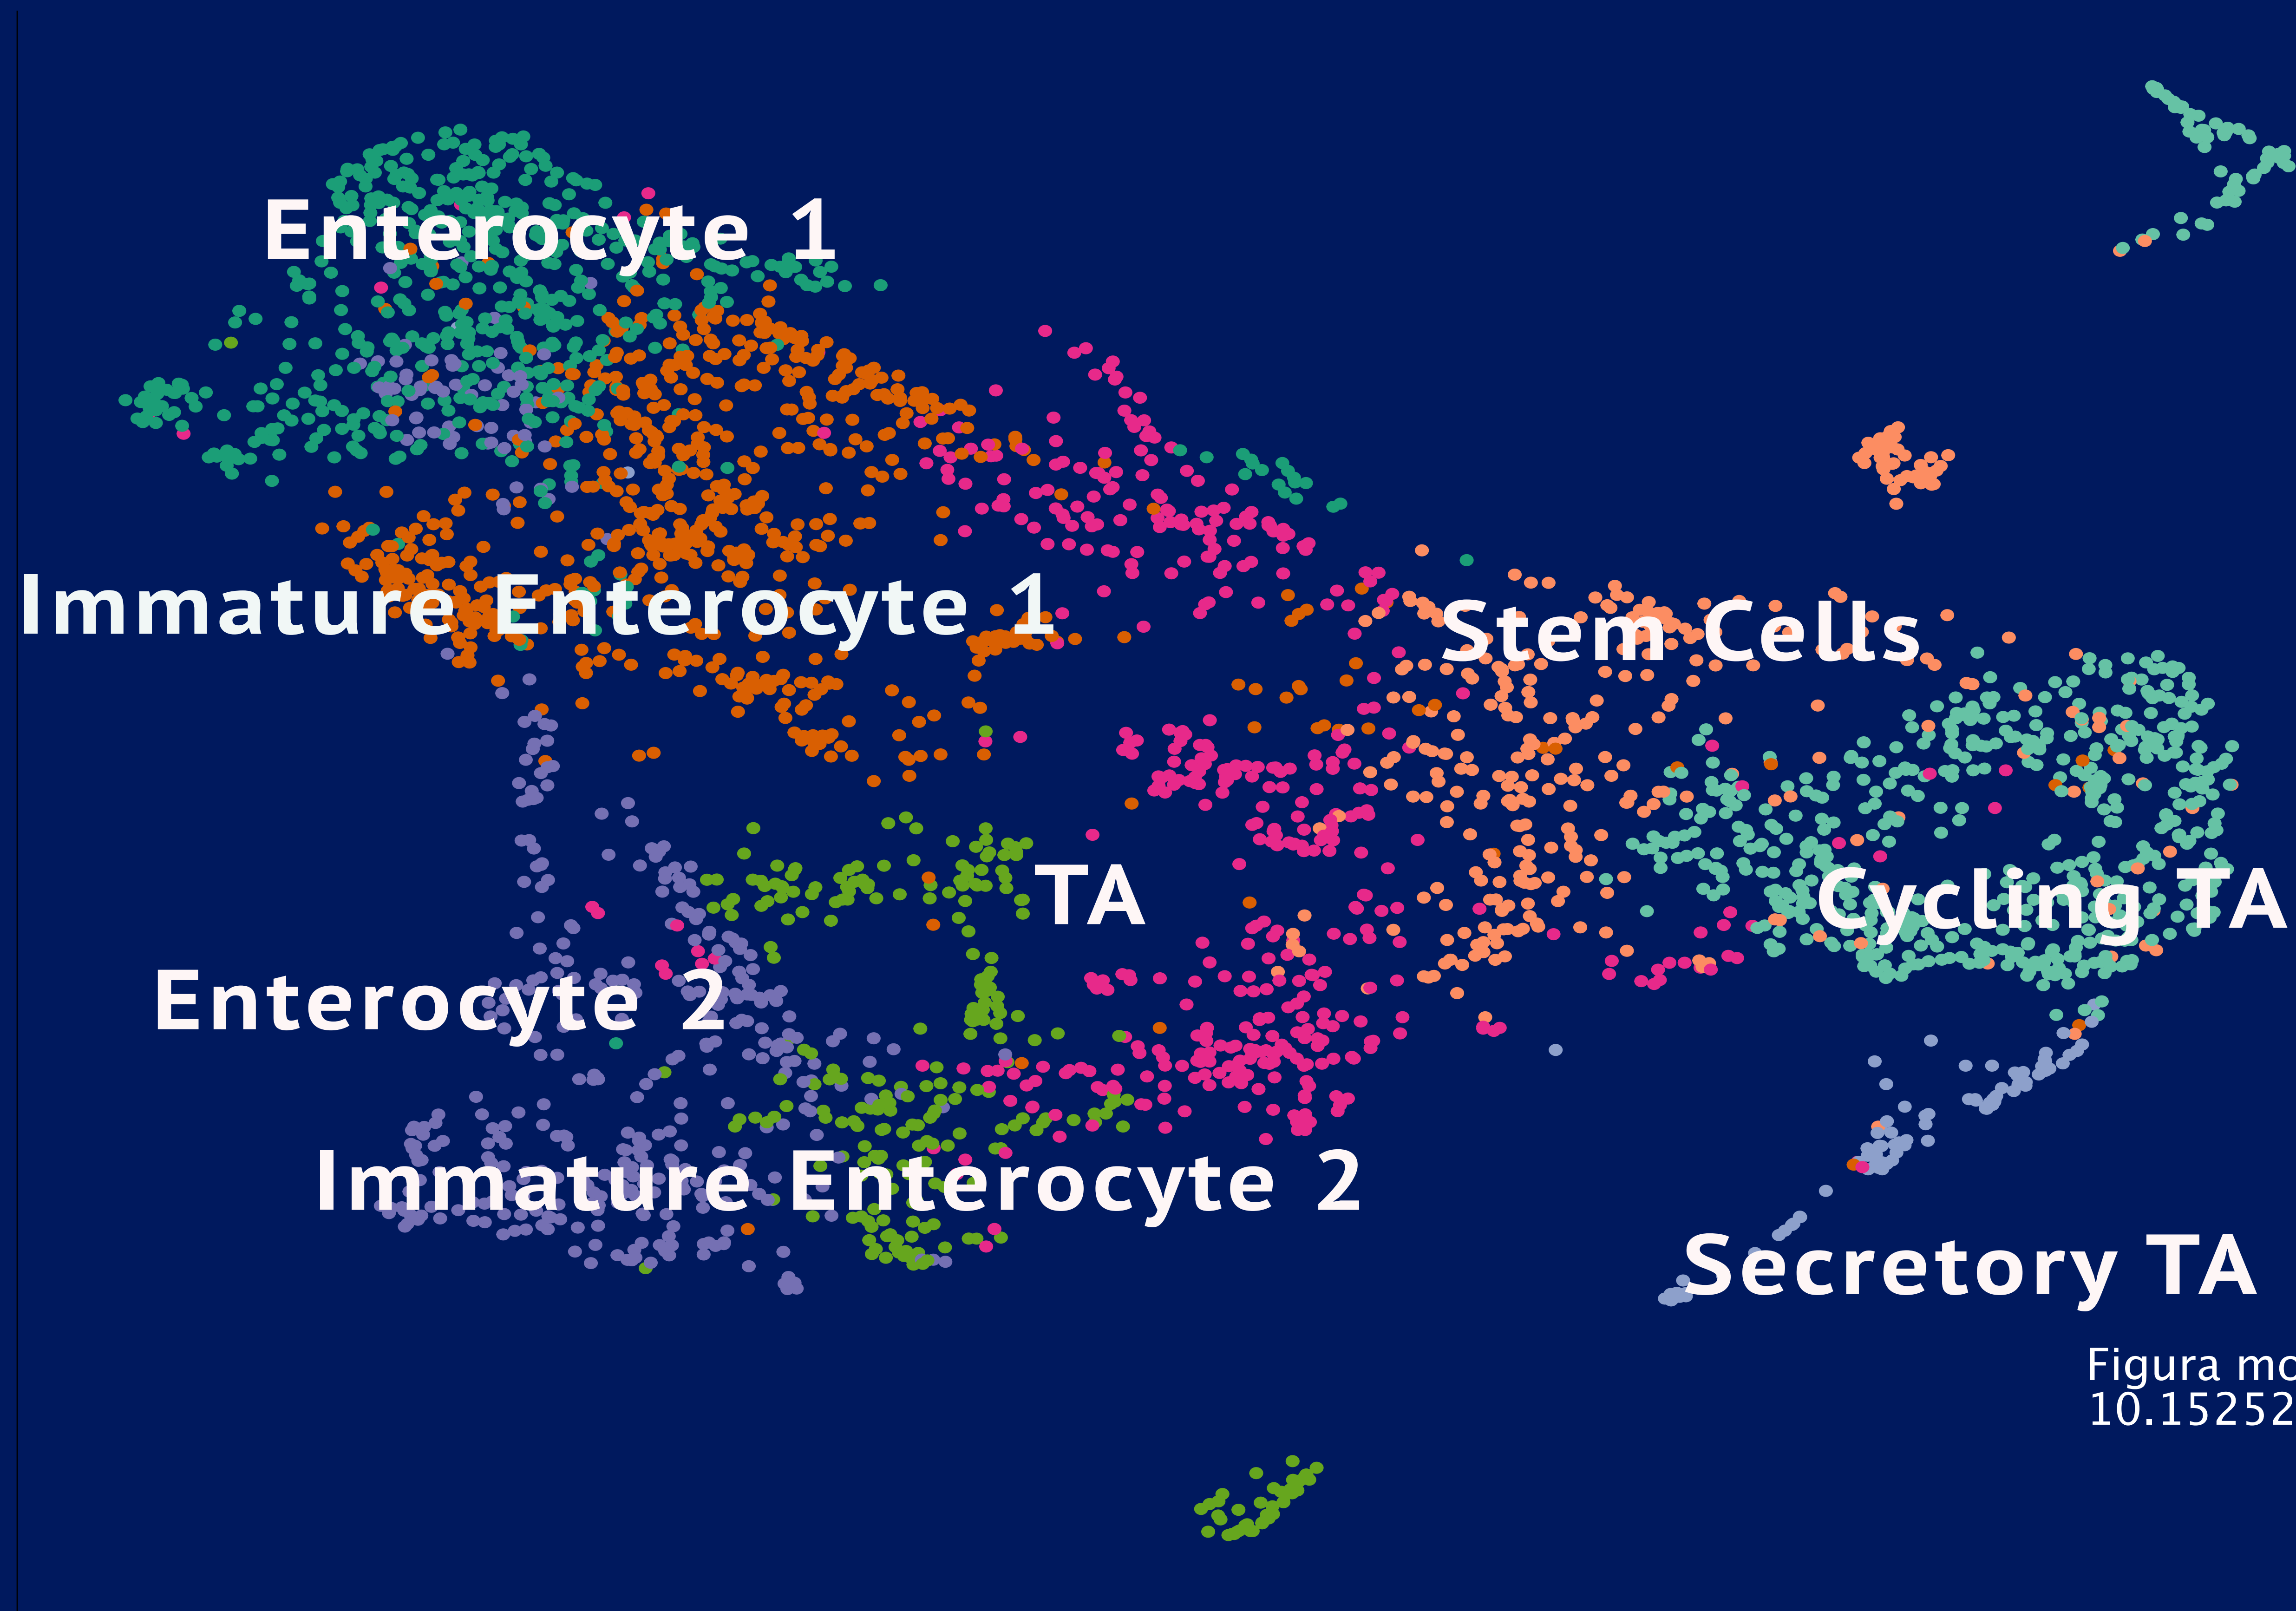 Enterocyte 1
Immature Enterocyte 1
Stem Cells
TA
Cycling TA
Enterocyte 2
Immature Enterocyte 2
Secretory TA
Figura
10.15252